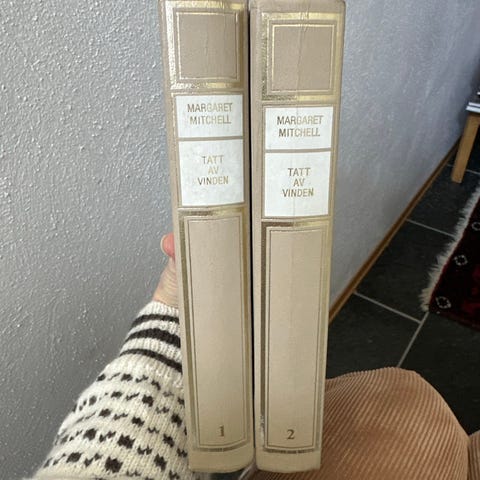 MARGARET
MITCHELL
TATT
AV
VINDEN
1
MARGARET
MITCHELL
TATT
AV
VINDEN
2